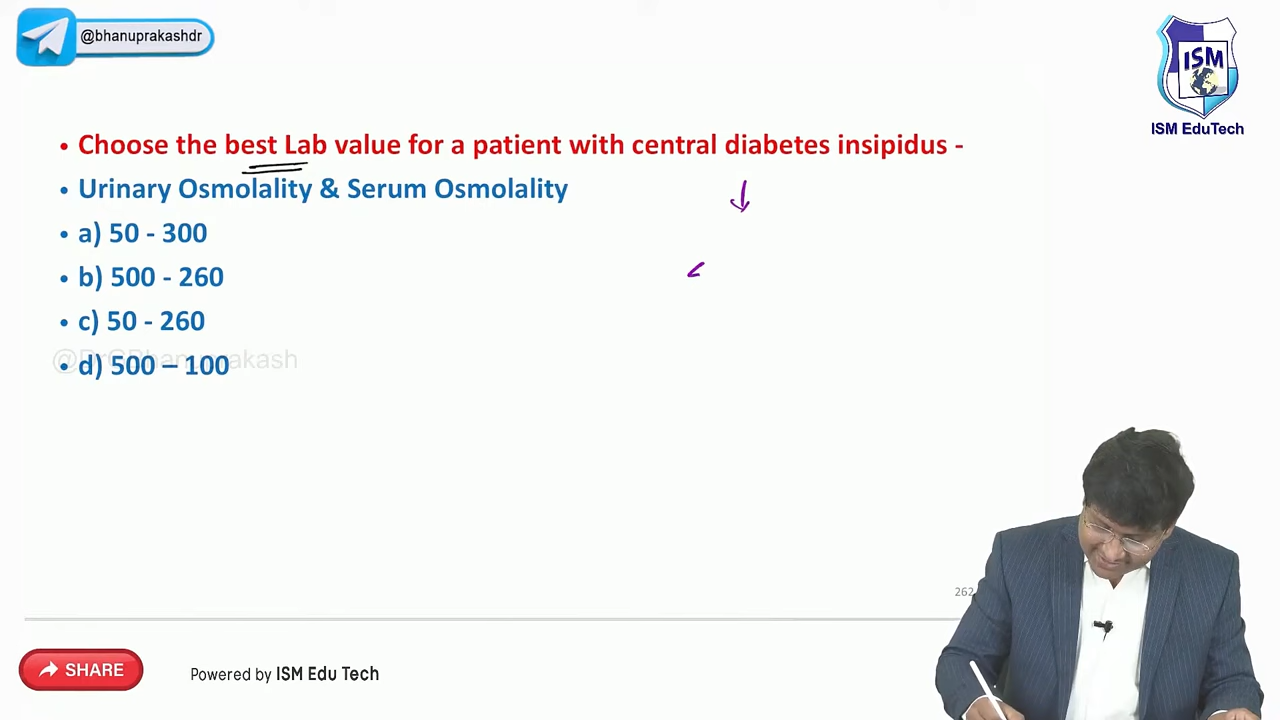 @bhanuprakashdr
ISM
ISM EduTech
• Choose the best Lab value for a patient with central diabetes insipidus -
• Urinary Osmolality & Serum Osmolality
• a) 50 - 300
• b) 500 - 260
• c) 50 - 260
@DrGBhanuprakash
• d) 500 – 100
262
SHARE
Powered by ISM Edu Tech